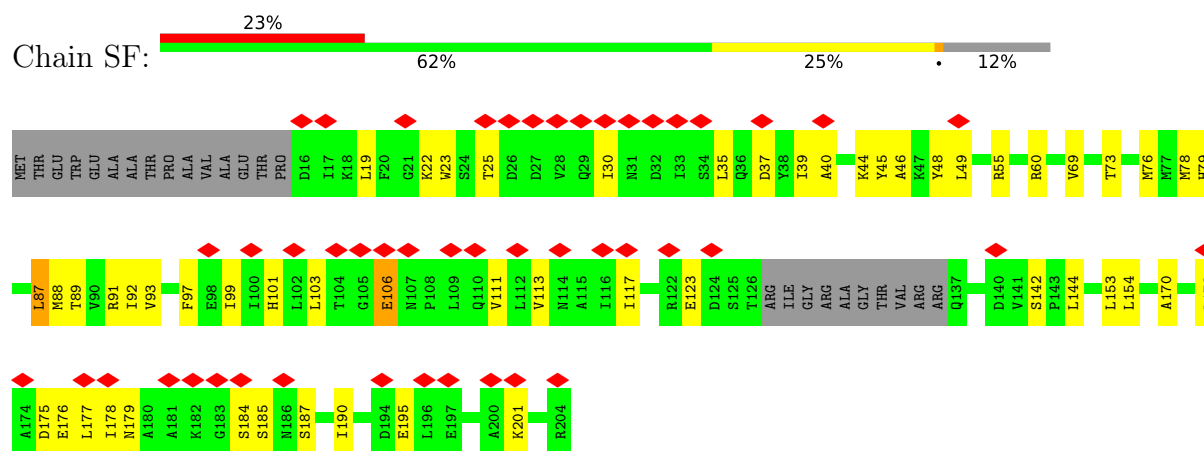 23%
Chain SF:
62% 25% • 12%
MET THR GLU TRP GLU ALA ALA THR PRO ALA VAL ALA GLU THR PRO D16 I17 K18 L19 F20 G21 K22 W23 S24 T25 D26 D27 V28 Q29 I30 N31 D32 I33 S34 L35 Q36 D37 Y38 I39 A40 K44 Y45 A46 K47 Y48 L49 R55 R60 V69 T73 M76 M77 M78 H79
L87 M88 T89 V90 R91 I92 V93 F97 E98 I99 I100 H101 L102 L103 T104 G105 E106 N107 P108 L109 Q110 V111 L112 V113 N114 A115 I116 I117 R122 E123 D124 S125 T126 ARG ILE GLY ARG ALA GLY THR VAL ARG ARG Q137 D140 V141 S142 P143 L144 L153 L154 A170
A174 D175 E176 L177 I178 N179 A180 A181 K182 G183 S184 S185 N186 S187 I190 D194 E195 L196 E197 A200 K201 R204